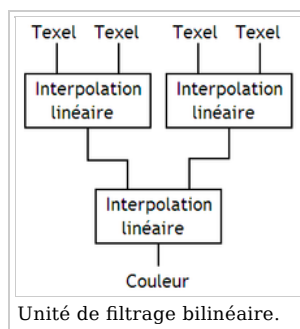 Texel Texel Texel Texel
Interpolation linéaire
Interpolation linéaire
Interpolation linéaire
Couleur
Unité de filtrage bilinéaire.